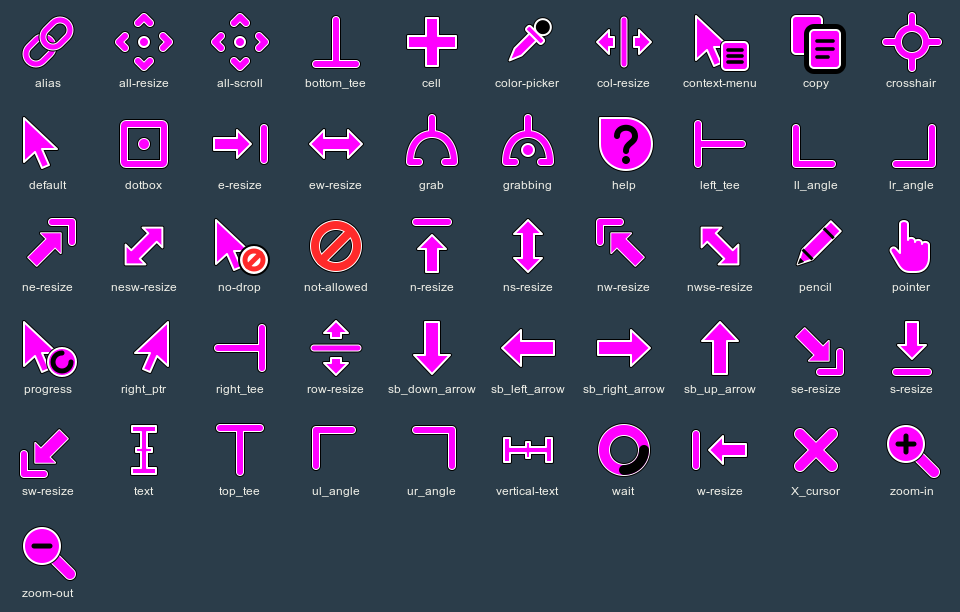 alias all-resize all-scroll bottom_tee cell color-picker col-resize context-menu copy crosshair
default dotbox e-resize ew-resize grab grabbing help left_tee ll_angle lr_angle
ne-resize nesw-resize no-drop not-allowed n-resize ns-resize nw-resize nwse-resize pencil pointer
progress right_ptr right_tee row-resize sb_down_arrow sb_left_arrow sb_right_arrow sb_up_arrow se-resize s-resize
sw-resize text top_tee ul_angle ur_angle vertical-text wait w-resize X_cursor zoom-in
zoom-out